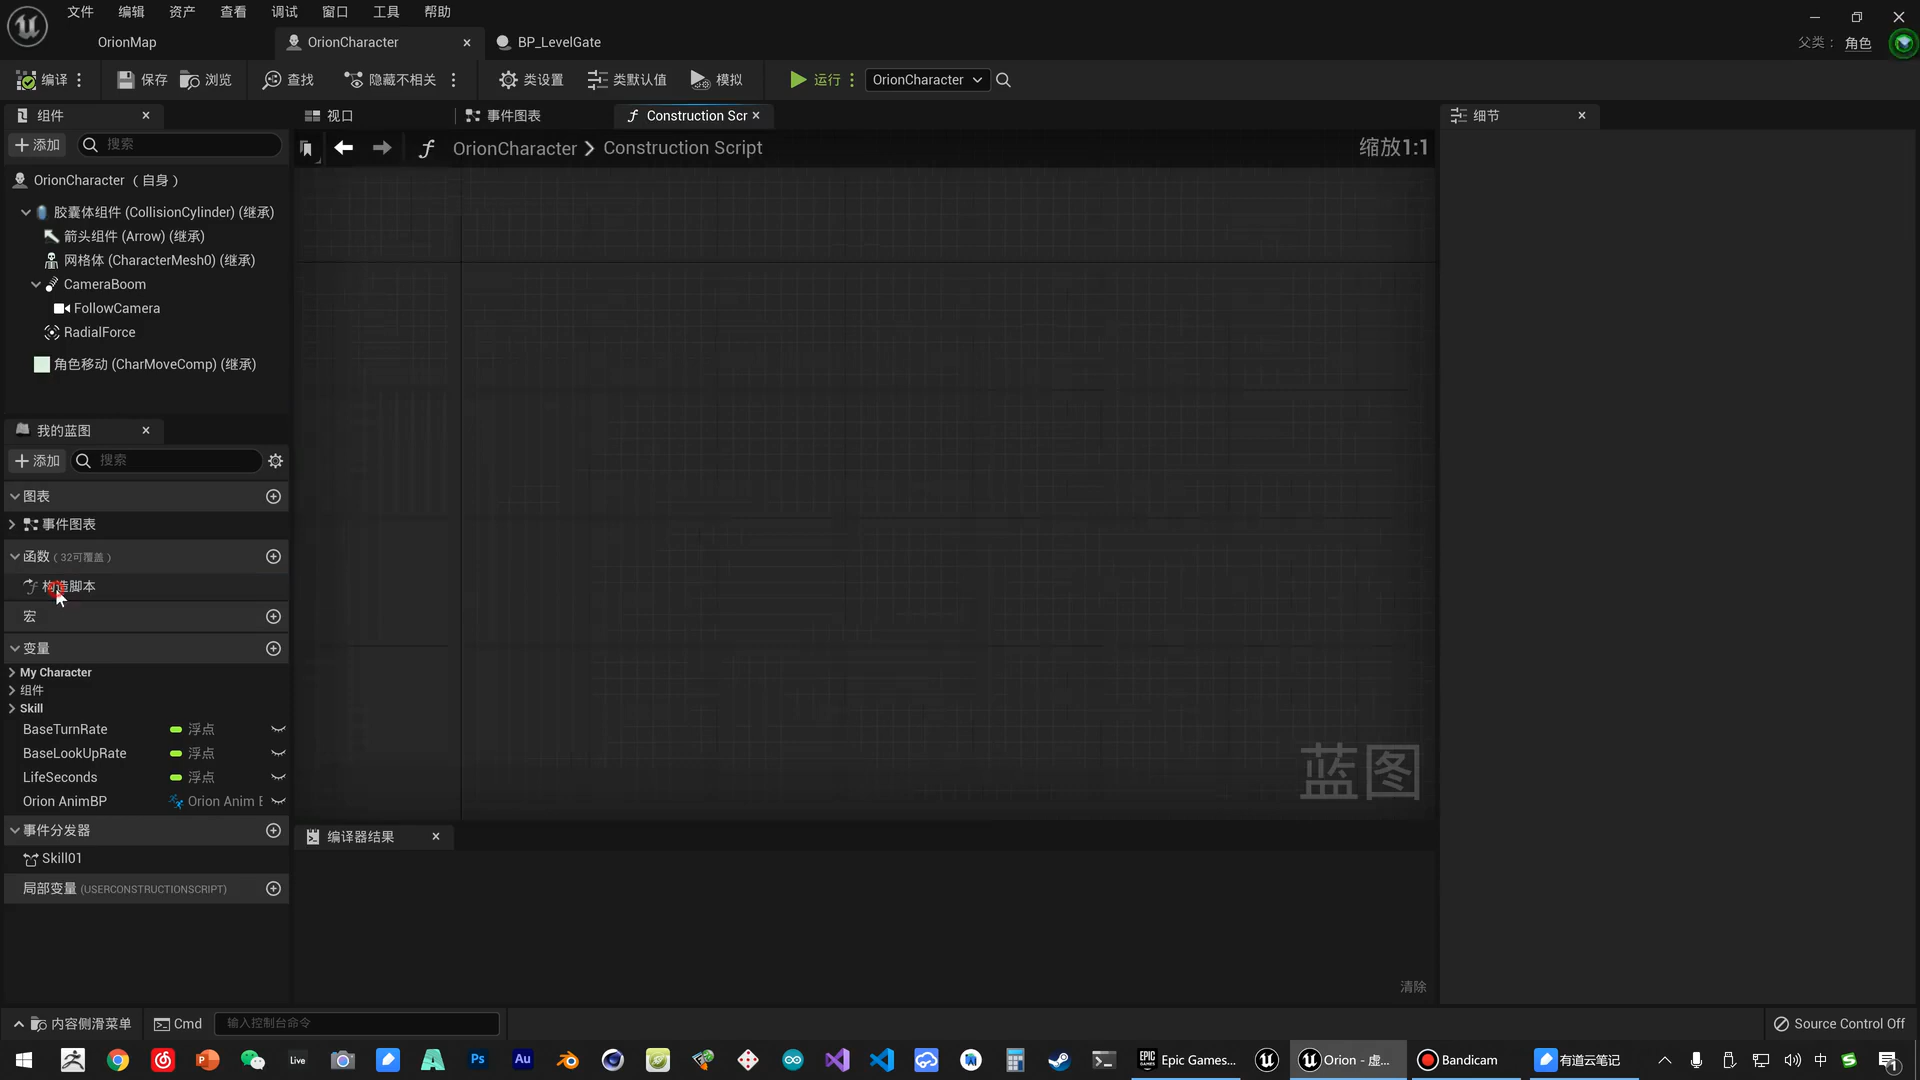 文件 编辑 资产 查看 调试 窗口 工具 帮助
OrionMap OrionCharacter BP_LevelGate 父类： 角色
编译 保存 浏览 查找 隐藏不相关 类设置 类默认值 模拟 运行 OrionCharacter
组件 视口 事件图表 Construction Scr 细节
添加 搜索
OrionCharacter > Construction Script 缩放1:1
OrionCharacter （自身）
胶囊体组件 (CollisionCylinder) (继承)
箭头组件 (Arrow) (继承)
网格体 (CharacterMesh0) (继承)
CameraBoom
FollowCamera
RadialForce
角色移动 (CharMoveComp) (继承)
我的蓝图
添加 搜索
图表
事件图表
函数（32可覆盖）
构造脚本
宏
变量
My Character
组件
Skill
BaseTurnRate 浮点
BaseLookUpRate 浮点
LifeSeconds 浮点
Orion AnimBP Orion Anim
蓝图
事件分发器
编译器结果
Skill01
局部变量 (USERCONSTRUCTIONSCRIPT)
清除
内容侧滑菜单 Cmd 输入控制台命令 Source Control Off
Live Ps Au EPIC GAMES Epic Games... Orion - 虚... Bandicam 有道云笔记 中 1